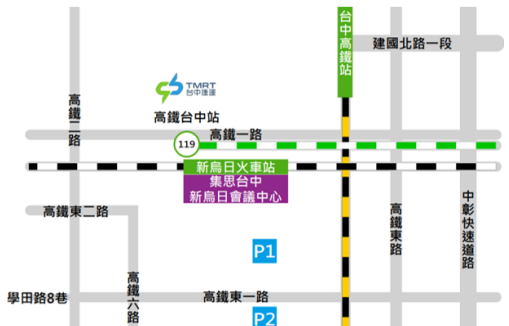 台中高鐵站
建國北路一段
TMRT
台中捷運
高鐵二路
高鐵台中站
119
高鐵一路
新烏日火車站
集思台中
新烏日會議中心
高鐵東二路
高鐵東路
中彰快速道路
P1
高鐵六路
學田路8巷
高鐵東一路
P2